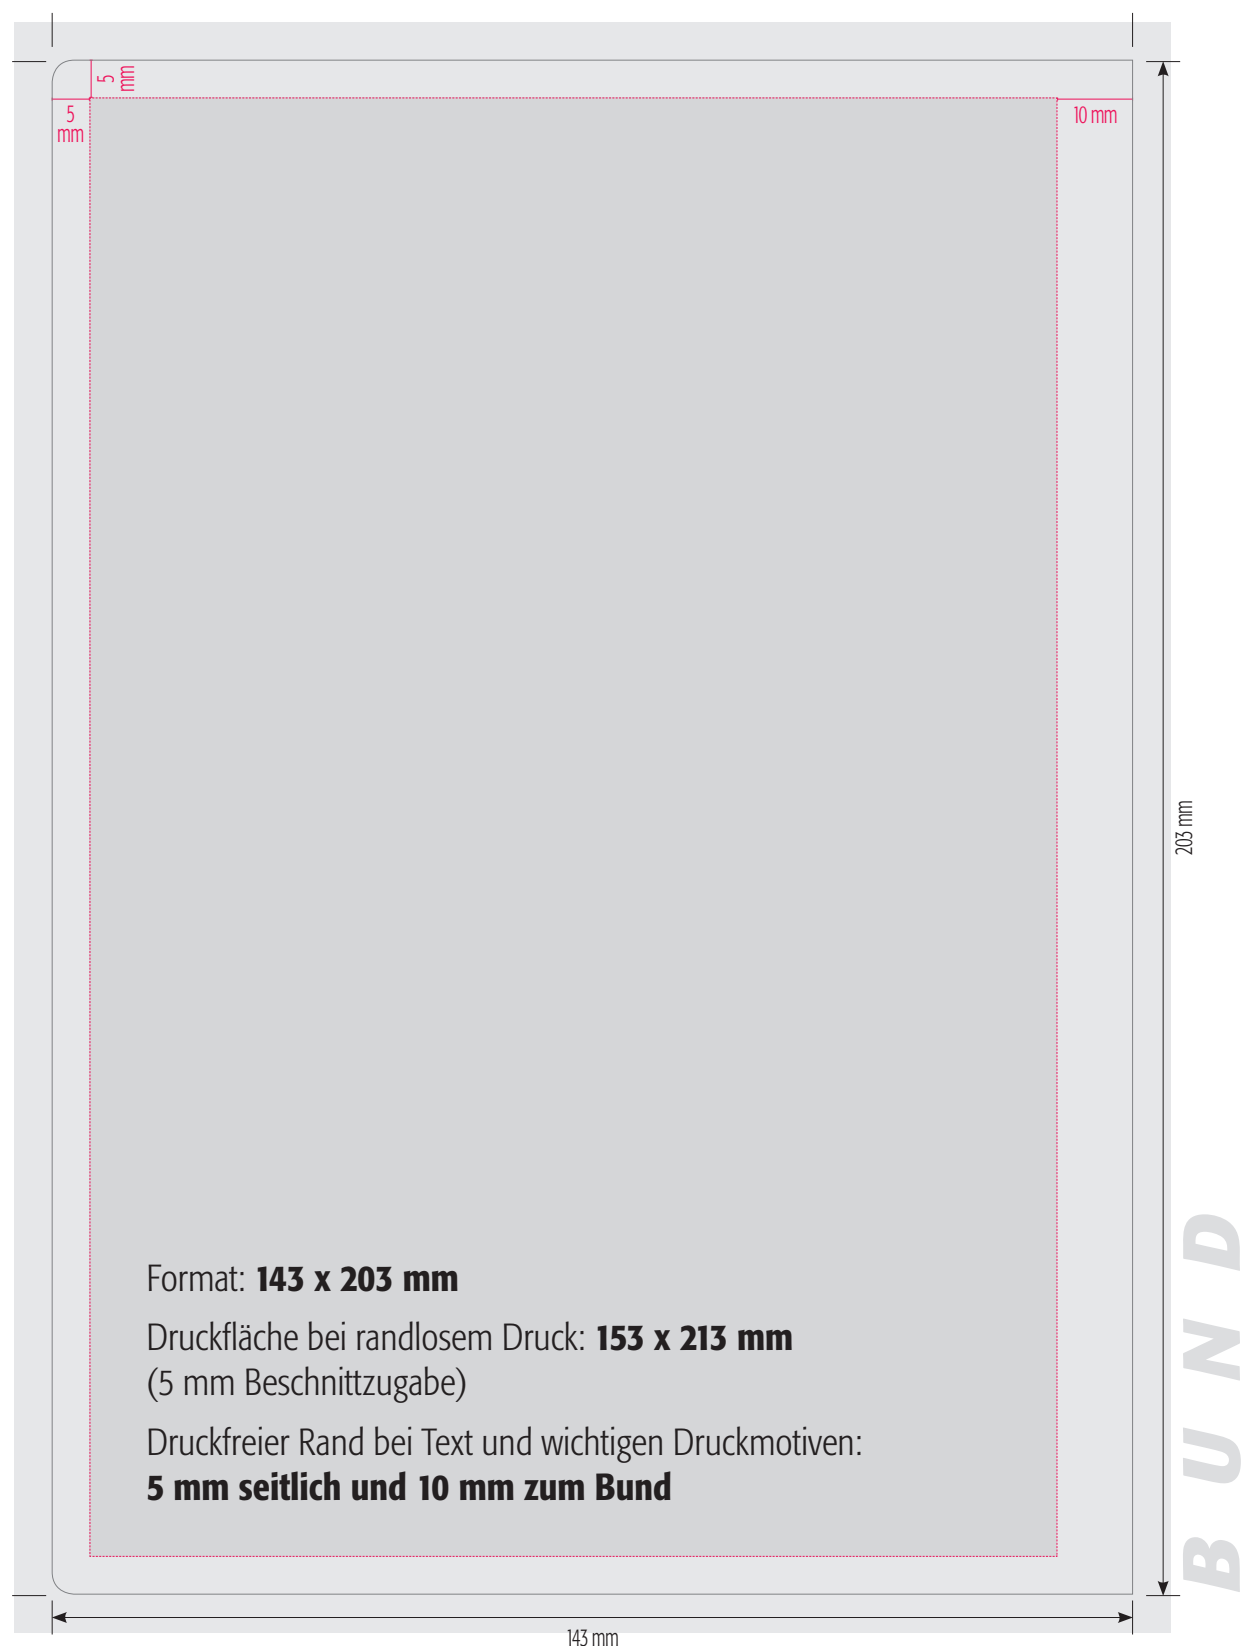 5
mm
5
mm
10 mm
203 mm
Format: 143 x 203 mm
Druckfläche bei randlosem Druck: 153 x 213 mm
(5 mm Beschnittzugabe)
Druckfreier Rand bei Text und wichtigen Druckmotiven:
5 mm seitlich und 10 mm zum Bund
BUND
143 mm